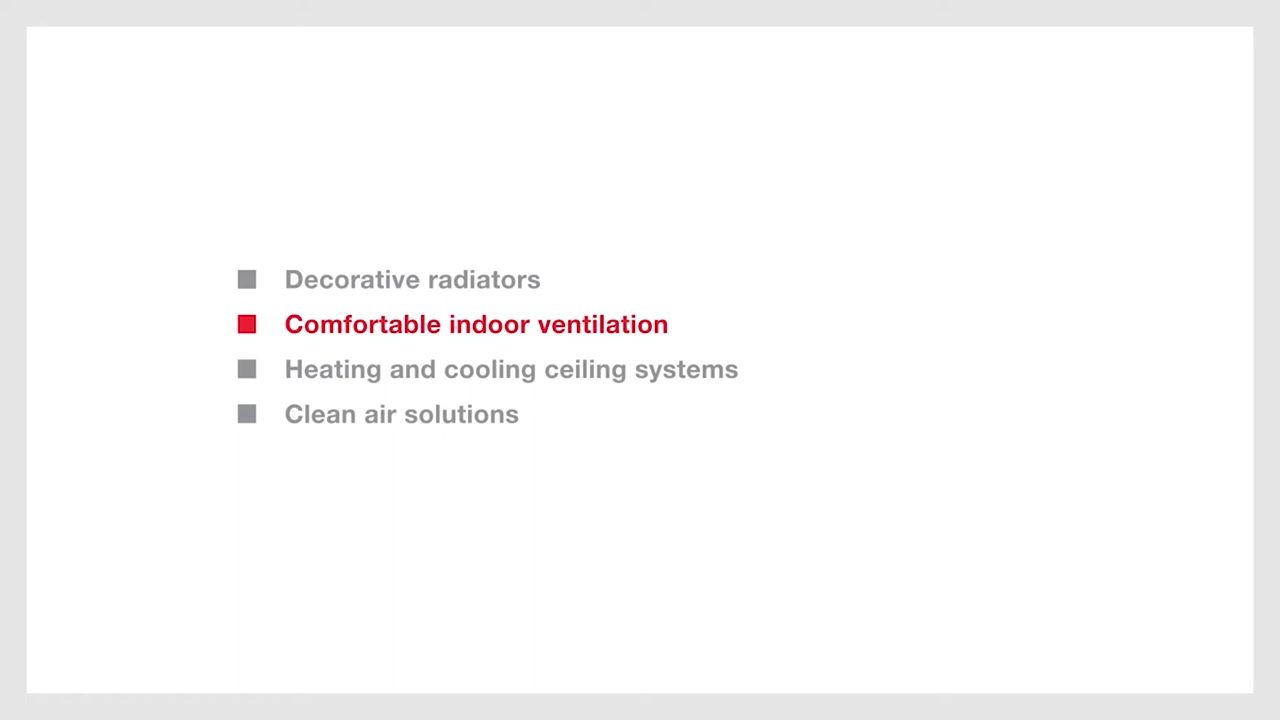 Decorative radiators
Comfortable indoor ventilation
Heating and cooling ceiling systems
Clean air solutions